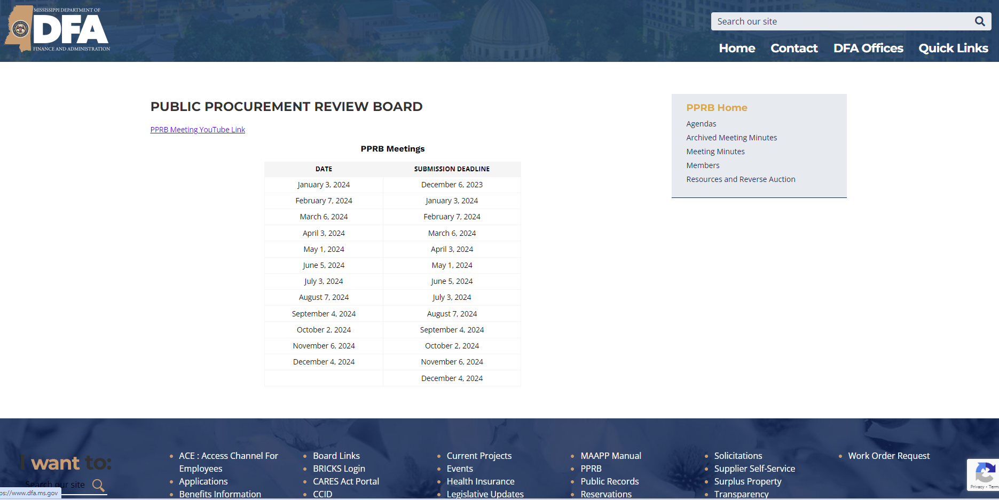 MISSISSIPPI DEPARTMENT OF
DFA
FINANCE AND ADMINISTRATION
Search our site
Home Contact DFA Offices Quick Links
PUBLIC PROCUREMENT REVIEW BOARD
PPRB Meeting YouTube Link
PPRB Meetings
DATE SUBMISSION DEADLINE
January 3, 2024 December 6, 2023
February 7, 2024 January 3, 2024
March 6, 2024 February 7, 2024
April 3, 2024 March 6, 2024
May 1, 2024 April 3, 2024
June 5, 2024 May 1, 2024
July 3, 2024 June 5, 2024
August 7, 2024 July 3, 2024
September 4, 2024 August 7, 2024
October 2, 2024 September 4, 2024
November 6, 2024 October 2, 2024
December 4, 2024 November 6, 2024
December 4, 2024
PPRB Home
Agendas
Archived Meeting Minutes
Meeting Minutes
Members
Resources and Reverse Auction
I want to:
Search our site
ACE : Access Channel For
Employees
Applications
Benefits Information
Board Links
BRICKS Login
CARES Act Portal
CCID
Current Projects
Events
Health Insurance
Legislative Updates
MAAPP Manual
PPRB
Public Records
Reservations
Solicitations
Supplier Self-Service
Surplus Property
Transparency
Work Order Request
ps://www.dfa.ms.gov
Privacy - Term